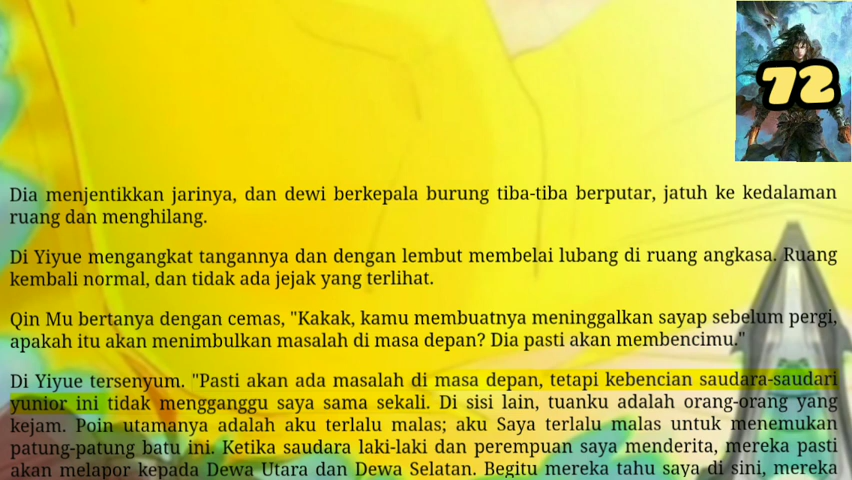 72
Dia menjentikkan jarinya, dan dewi berkepala burung tiba-tiba berputar, jatuh ke kedalaman
ruang dan menghilang.
Di Yiyue mengangkat tangannya dan dengan lembut membelai lubang di ruang angkasa. Ruang
kembali normal, dan tidak ada jejak yang terlihat.
Qin Mu bertanya dengan cemas, "Kakak, kamu membuatnya meninggalkan sayap sebelum pergi,
apakah itu akan menimbulkan masalah di masa depan? Dia pasti akan membencimu."
Di Yiyue tersenyum. "Pasti akan ada masalah di masa depan, tetapi kebencian saudara-saudari
yunior ini tidak mengganggu saya sama sekali. Di sisi lain, tuanku adalah orang-orang yang
kejam. Poin utamanya adalah aku terlalu malas; aku Saya terlalu malas untuk menemukan
patung-patung batu ini. Ketika saudara laki-laki dan perempuan saya menderita, mereka pasti
akan melapor kepada Dewa Utara dan Dewa Selatan. Begitu mereka tahu saya di sini, mereka